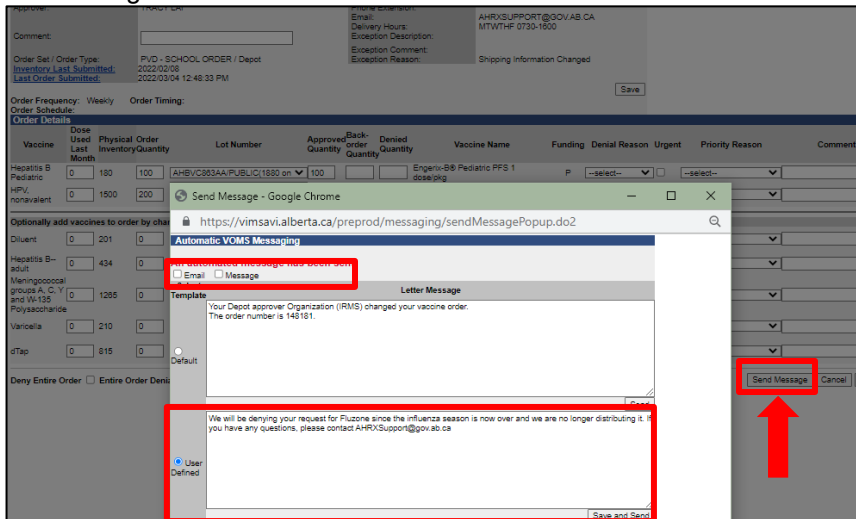 Approver: TRACY LAI Phone Extension:
Email: AHRXSUPPORT@GOV.AB.CA
Delivery Hours: MTWTHF 0730-1600
Comment: Exception Description:
Exception Comment:
Order Set / Order Type: PVD - SCHOOL ORDER / Depot Exception Reason: Shipping Information Changed
Inventory Last Submitted: 2022/02/08
Last Order Submitted: 2022/03/04 12:48:33 PM
Save
Order Frequency: Weekly Order Timing:
Order Schedule:
Order Details
Vaccine Dose Used Last Month Physical Inventory Order Quantity Lot Number Approved Quantity Back-order Quantity Denied Quantity Vaccine Name Funding Denial Reason Urgent Priority Reason Comment
Hepatitis B Pediatric 0 180 100 AHBVC863AA/PUBLIC(1880 on 100 Engerix-B® Pediatric PFS 1 dose/pkg P --select-- --select--
HPV, nonavalent 0 1500 200
Send Message - Google Chrome
https://vimsavi.alberta.ca/preprod/messaging/sendMessagePopup.do2
Optionally add vaccines to order by
Automatic VOMS Messaging
Diluent 0 201 0
An automated message has been sen
Email Message
Hepatitis B-- adult 0 434 0
Template Letter Message
Meningococcal groups A, C, Y and W-135 Polysaccharide 0 1265 0
Your Depot approver Organization (IRMS) changed your vaccine order.
The order number is 148181.
Varicella 0 210 0
Default
dTap 0 815 0
Send
Deny Entire Order Entire Order
Send Message Cancel
We will be denying your request for Fluzone since the influenza season is now over and we are no longer distributing it. If
you have any questions, please contact AHRXSupport@gov.ab.ca
User Defined
Save and Send